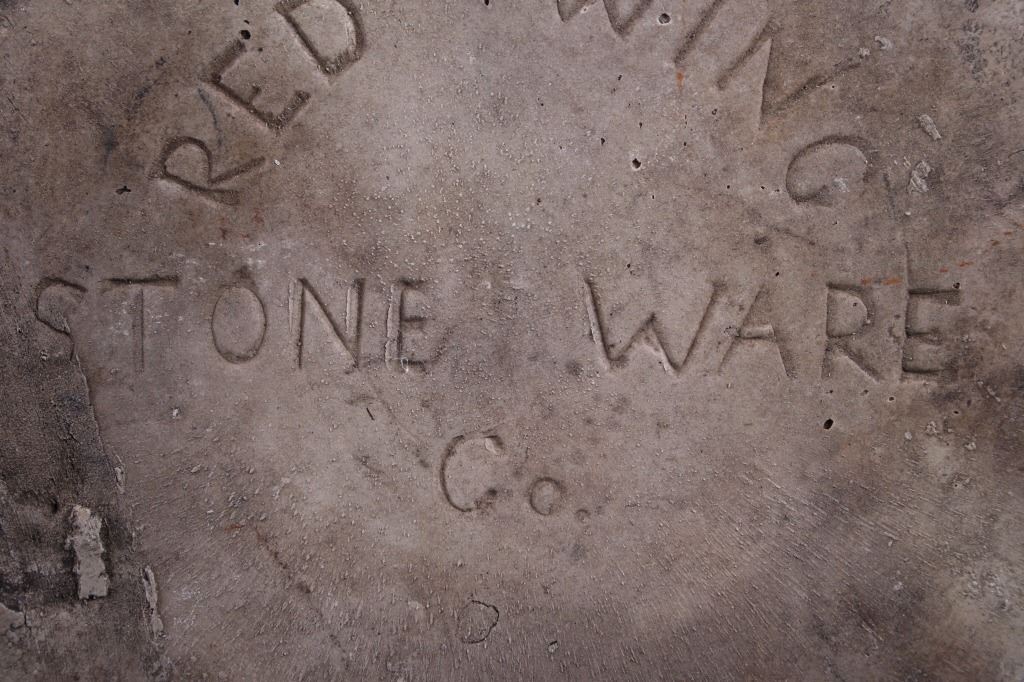 RED WING
STONE WARE
Co.